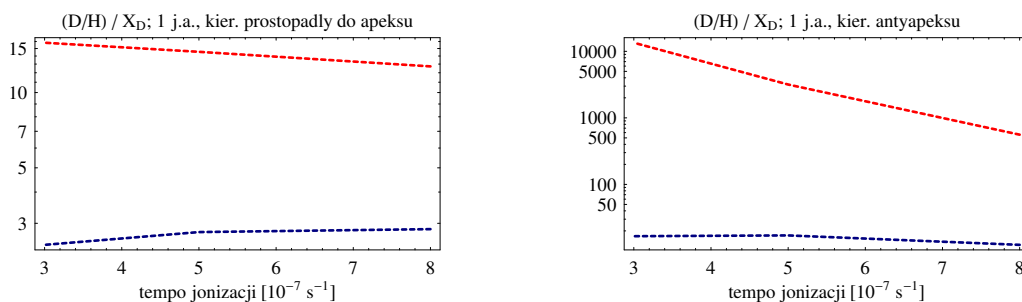 (D/H) / X_D; 1 j.a., kier. prostopadly do apeksu
15
10
7
5
3
3 4 5 6 7 8
tempo jonizacji [10⁻⁷ s⁻¹]
(D/H) / X_D; 1 j.a., kier. antyapeksu
10000
5000
1000
500
100
50
3 4 5 6 7 8
tempo jonizacji [10⁻⁷ s⁻¹]